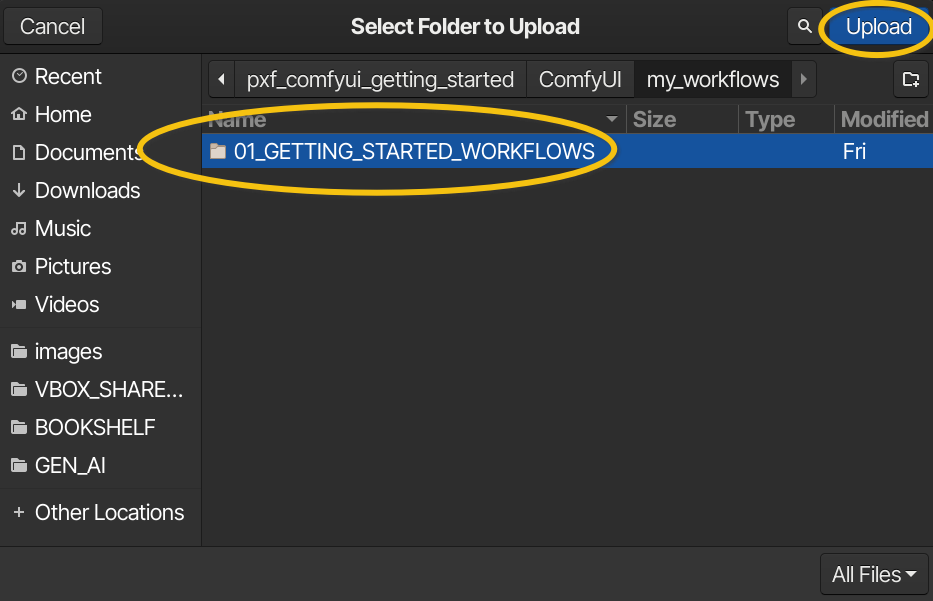 Cancel Select Folder to Upload Upload
Recent
Home
Documents
Downloads
Music
Pictures
Videos
images
VBOX_SHARE...
BOOKSHELF
GEN_AI
Other Locations
pxf_comfyui_getting_started ComfyUI my_workflows
Name Size Type Modified
01_GETTING_STARTED_WORKFLOWS Fri
All Files